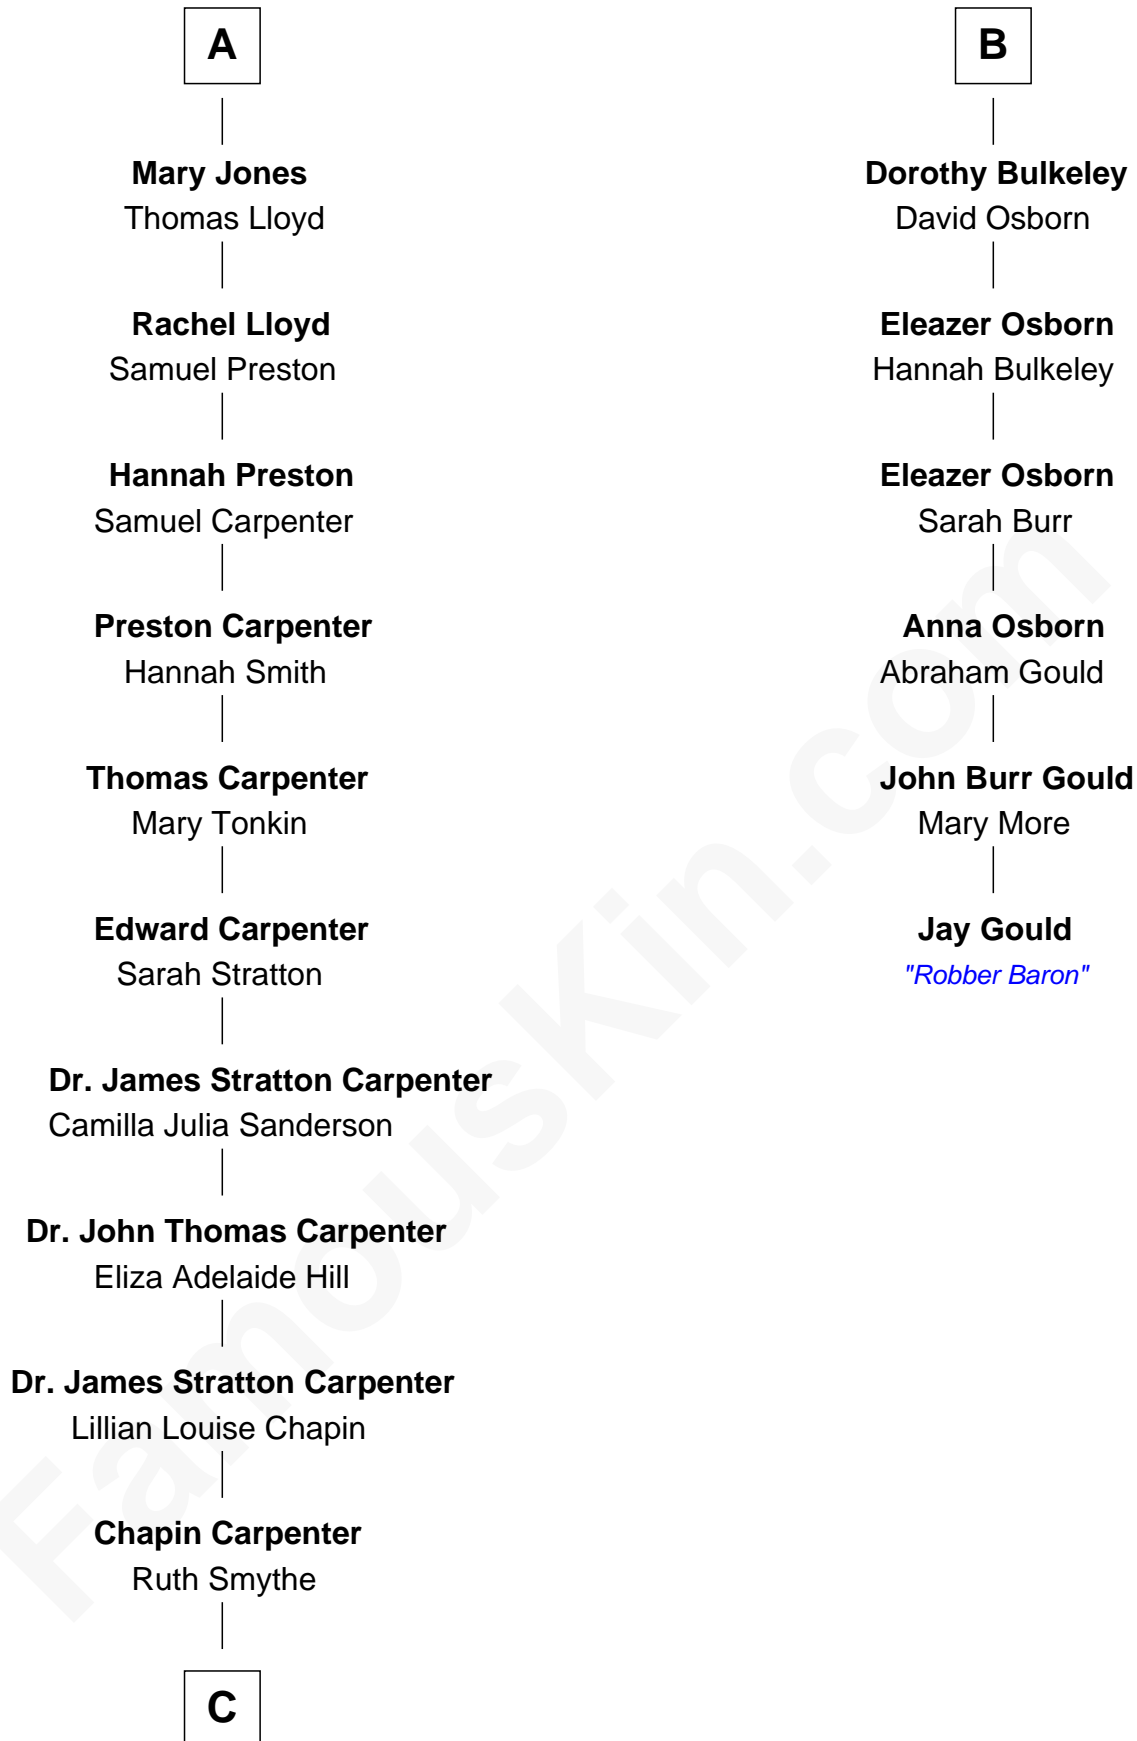 A
Mary Jones
Thomas Lloyd
Rachel Lloyd
Samuel Preston
Hannah Preston
Samuel Carpenter
Preston Carpenter
Hannah Smith
Thomas Carpenter
Mary Tonkin
Edward Carpenter
Sarah Stratton
Dr. James Stratton Carpenter
Camilla Julia Sanderson
Dr. John Thomas Carpenter
Eliza Adelaide Hill
Dr. James Stratton Carpenter
Lillian Louise Chapin
Chapin Carpenter
Ruth Smythe
C
B
Dorothy Bulkeley
David Osborn
Eleazer Osborn
Hannah Bulkeley
Eleazer Osborn
Sarah Burr
Anna Osborn
Abraham Gould
John Burr Gould
Mary More
Jay Gould
"Robber Baron"
FamousKin.com